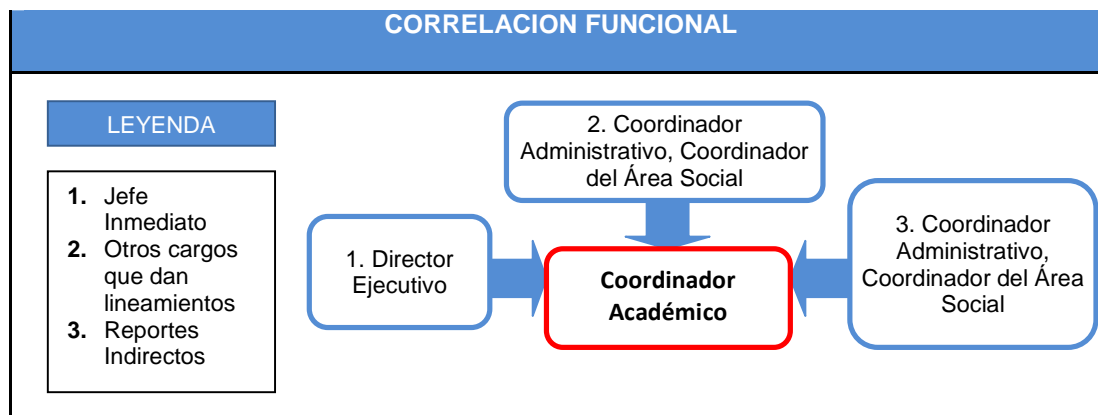 CORRELACION FUNCIONAL
LEYENDA
1. Jefe
Inmediato
2. Otros cargos
que dan
lineamientos
3. Reportes
Indirectos
2. Coordinador
Administrativo, Coordinador
del Área Social
1. Director
Ejecutivo
Coordinador
Académico
3. Coordinador
Administrativo,
Coordinador del Área
Social